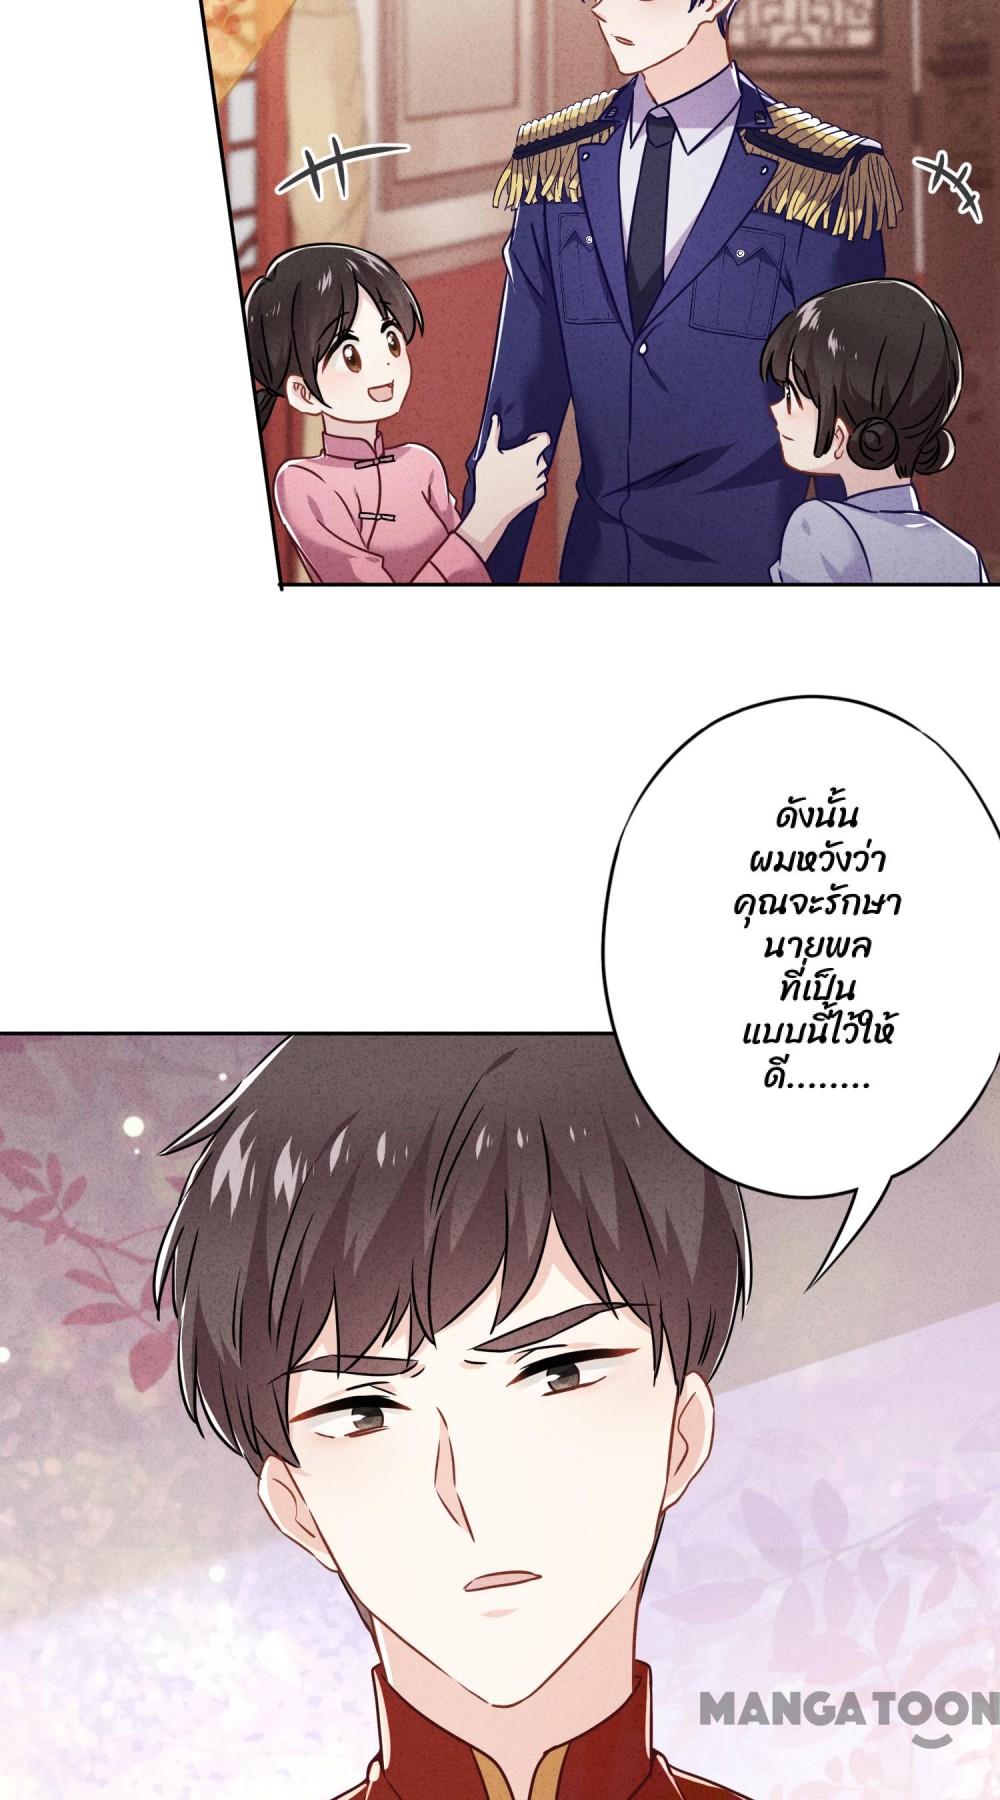 ดังนั้น
ผมหวังว่า
คุณจะรักษา
นายพล
ที่เป็น
แบบนี้ไว้ให้
ดี........
MANGATOON